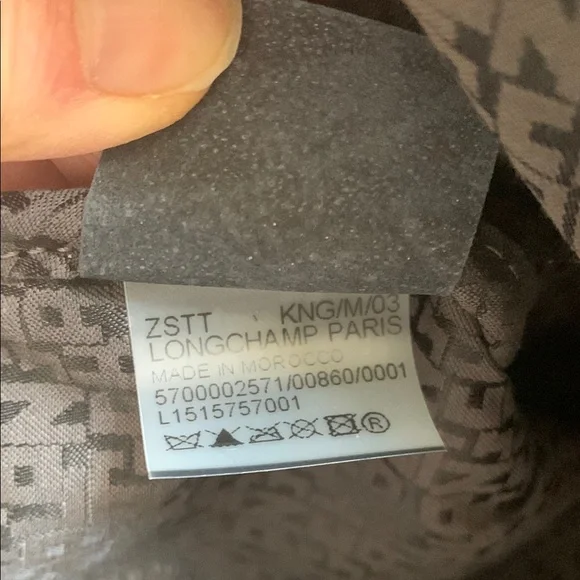 ZSTT KNG/M/03
LONGCHAMP PARIS
MADE IN MOROCCO
5700002571/00860/0001
L1515757001
®